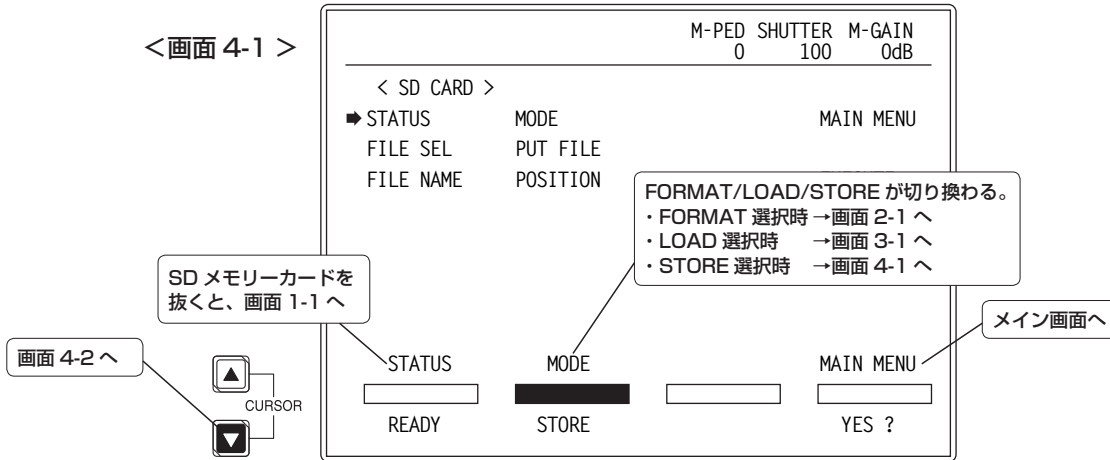 ＜画面 4-1 ＞
M-PED SHUTTER M-GAIN
0 100 0dB
< SD CARD >
➡ STATUS MODE MAIN MENU
FILE SEL PUT FILE
FILE NAME POSITION
FORMAT/LOAD/STORE が切り換わる。
・FORMAT 選択時 →画面 2-1 へ
・LOAD 選択時 →画面 3-1 へ
・STORE 選択時 →画面 4-1 へ
SD メモリーカードを
抜くと、画面 1-1 へ
メイン画面へ
画面 4-2 へ
STATUS MODE MAIN MENU
CURSOR
READY STORE YES ?